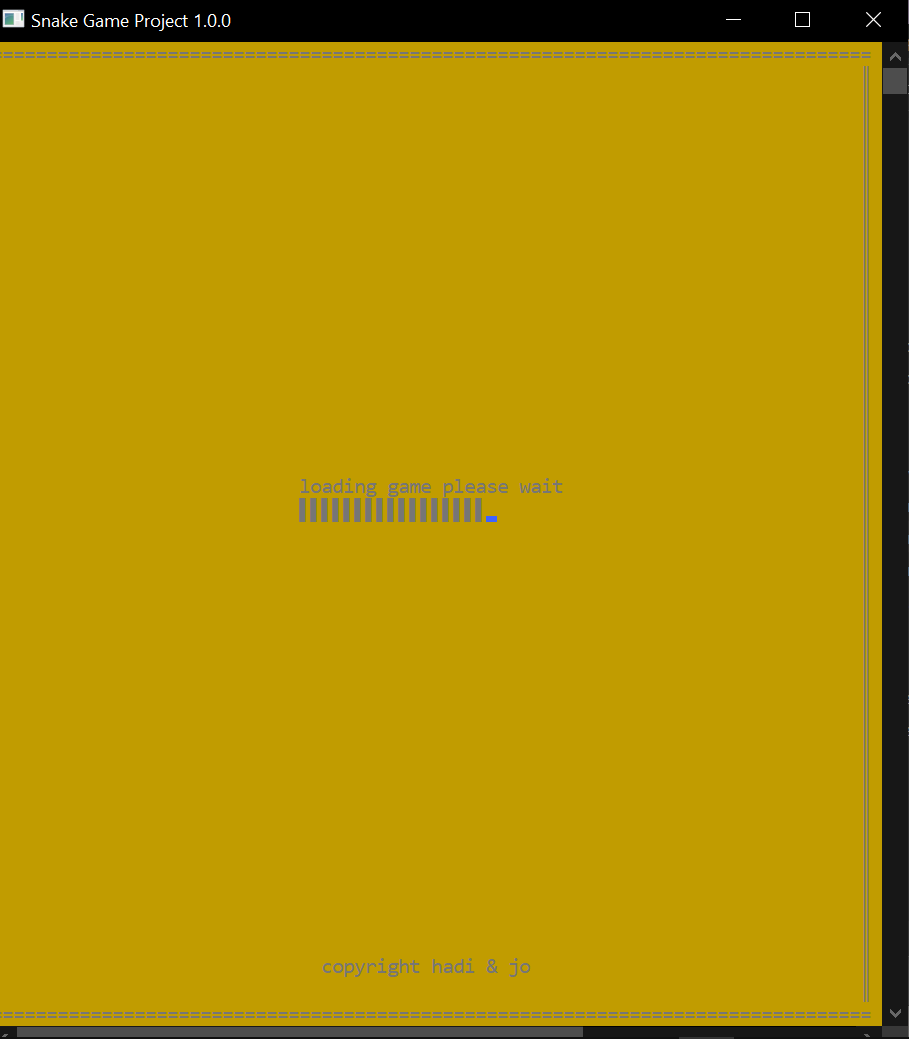 Snake Game Project 1.0.0
loading game please wait
copyright hadi & jo